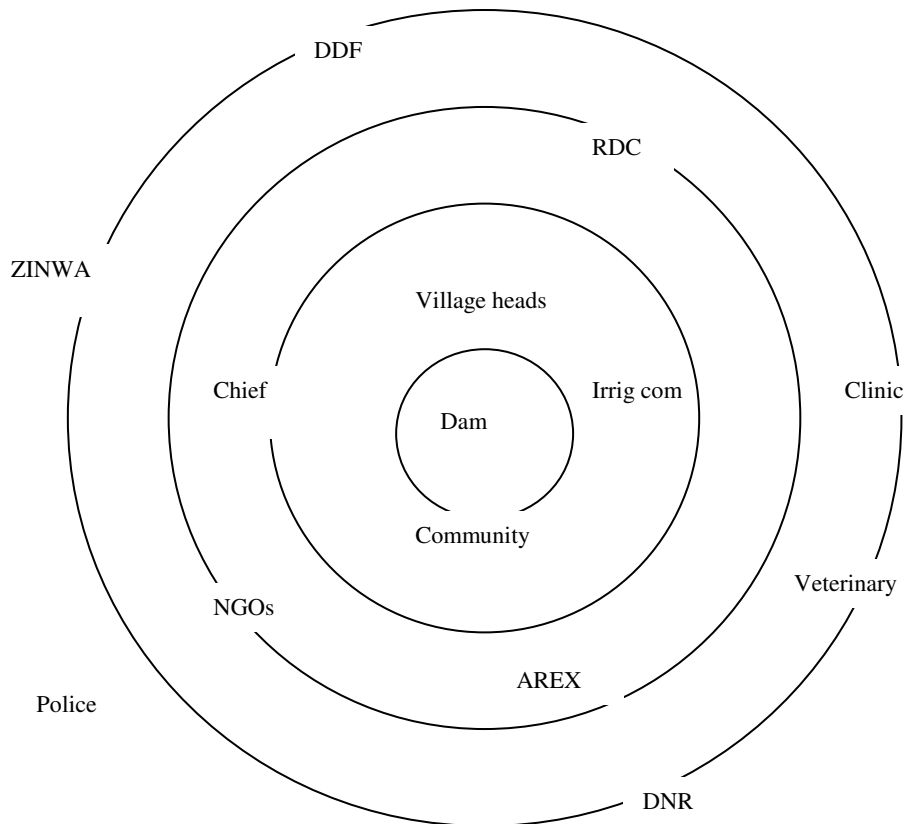 DDF
RDC
ZINWA
Village heads
Chief
Irrig com
Clinic
Dam
Community
Veterinary
NGOs
AREX
Police
DNR